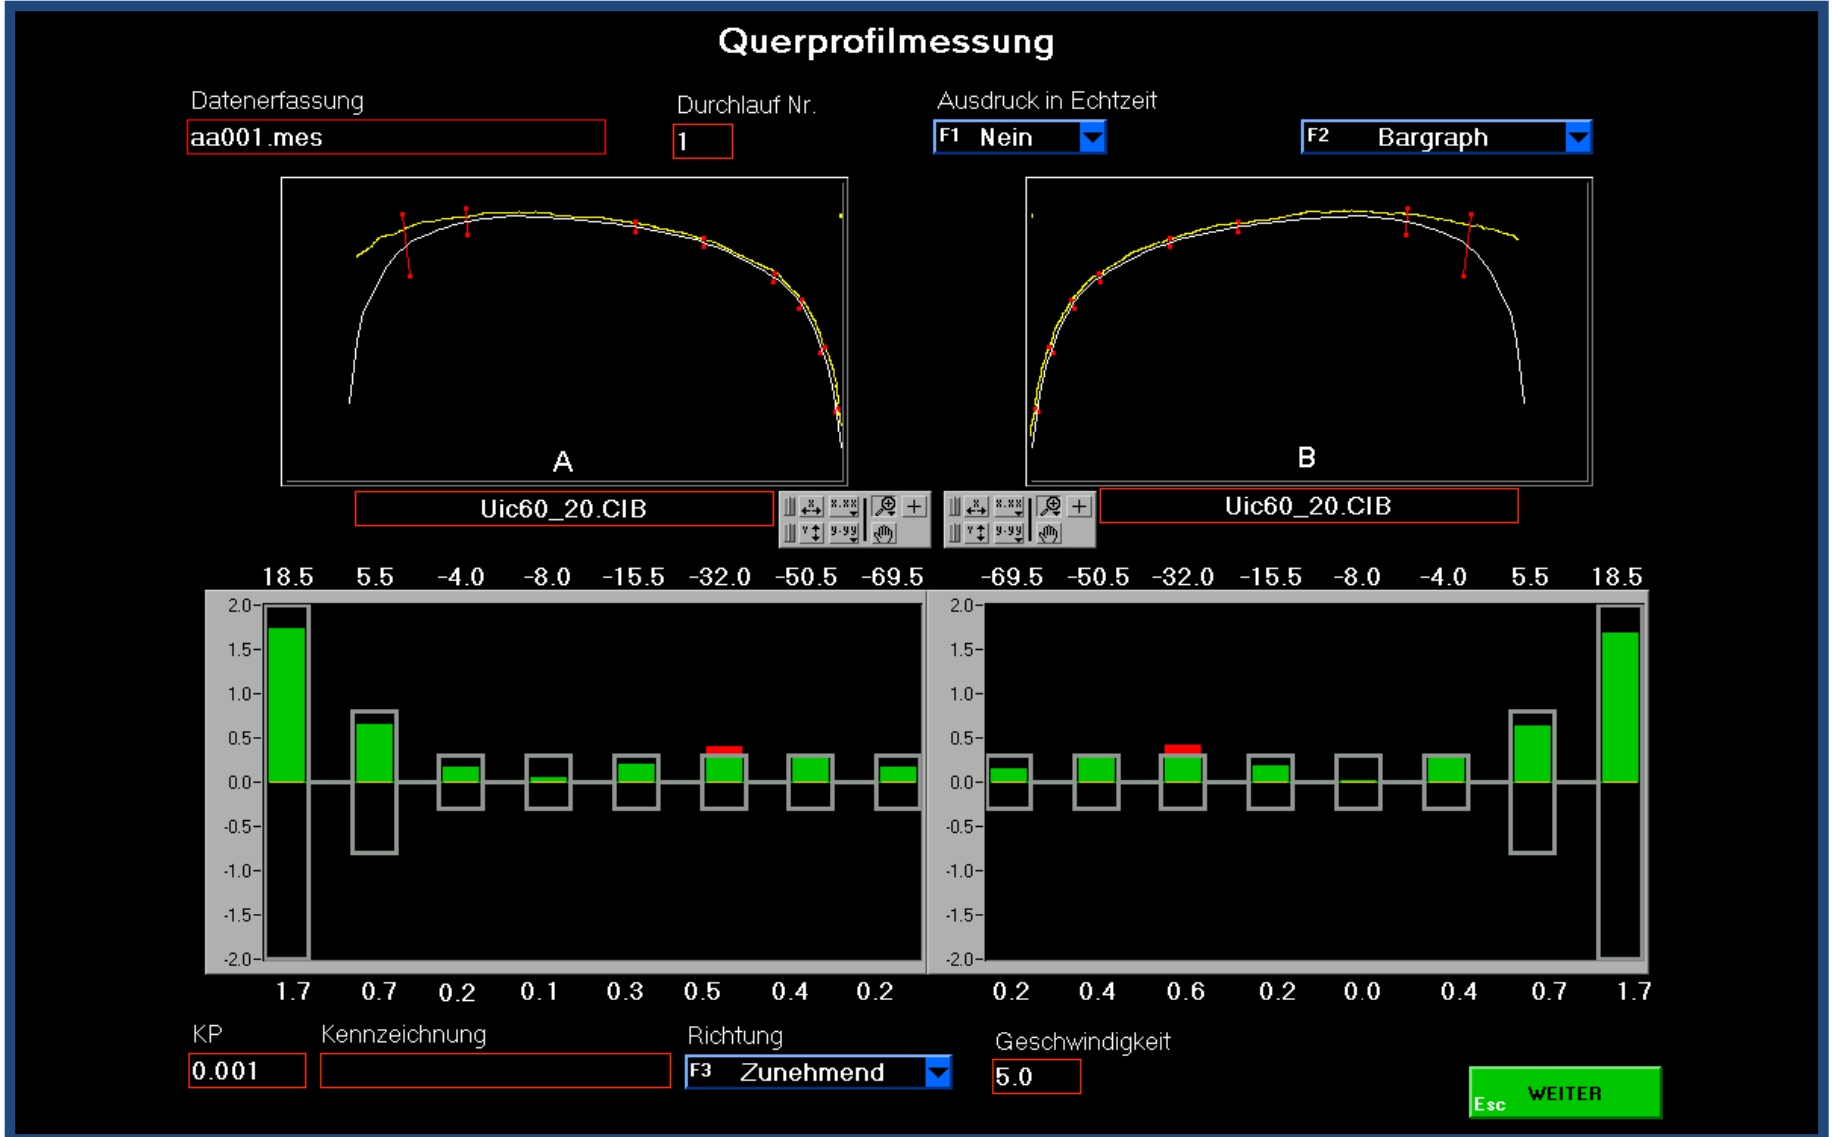 Querprofilmessung
Datenerfassung
Durchlauf Nr.
Ausdruck in Echtzeit
aa001.mes
1
F1 Nein
F2 Bargraph
A
B
Uic60_20.CIB
Uic60_20.CIB
X X.XX
Y Y.YY
X X.XX
Y Y.YY
18.5 5.5 -4.0 -8.0 -15.5 -32.0 -50.5 -69.5
-69.5 -50.5 -32.0 -15.5 -8.0 -4.0 5.5 18.5
2.0
1.5
1.0
0.5
0.0
-0.5
-1.0
-1.5
-2.0
2.0
1.5
1.0
0.5
0.0
-0.5
-1.0
-1.5
-2.0
1.7 0.7 0.2 0.1 0.3 0.5 0.4 0.2
0.2 0.4 0.6 0.2 0.0 0.4 0.7 1.7
KP
Kennzeichnung
Richtung
Geschwindigkeit
0.001
F3 Zunehmend
5.0
Esc WEITER